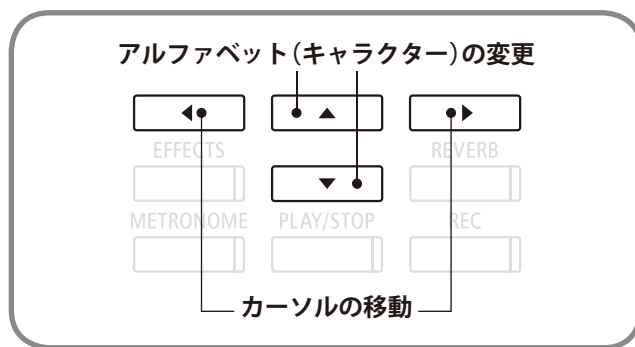 アルファベット（キャラクター）の変更
EFFECTS
REVERB
METRONOME
PLAY/STOP
REC
カーソルの移動